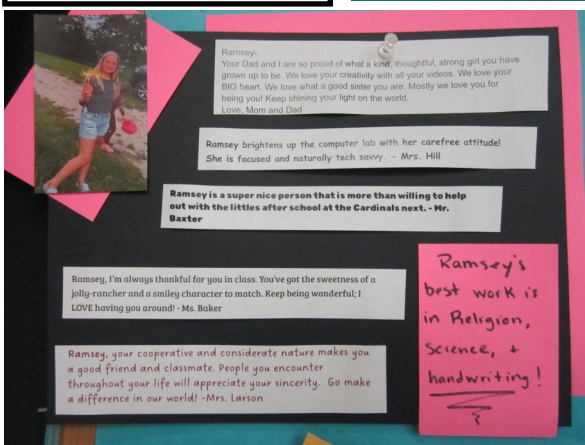 Ramsey-
Your Dad and I are so proud of what a kind, thoughtful, strong girl you have
grown up to be. We love your creativity with all your videos. We love your
BIG heart. We love what a good sister you are. Mostly we love you for
being you! Keep shining your light on the world.
Love, Mom and Dad
Ramsey brightens up the computer lab with her carefree attitude!
She is focused and naturally tech savvy. - Mrs. Hill
Ramsey is a super nice person that is more than willing to help
out with the littles after school at the Cardinals next. - Mr.
Baxter
Ramsey, I'm always thankful for you in class. You've got the sweetness of a
jolly-rancher and a smiley character to match. Keep being wonderful; I
LOVE having you around! - Ms. Baker
Ramsey, your cooperative and considerate nature makes you
a good friend and classmate. People you encounter
throughout your life will appreciate your sincerity. Go make
a difference in our world! -Mrs. Larson
Ramsey's
best work is
in Religion,
Science, +
handwriting!